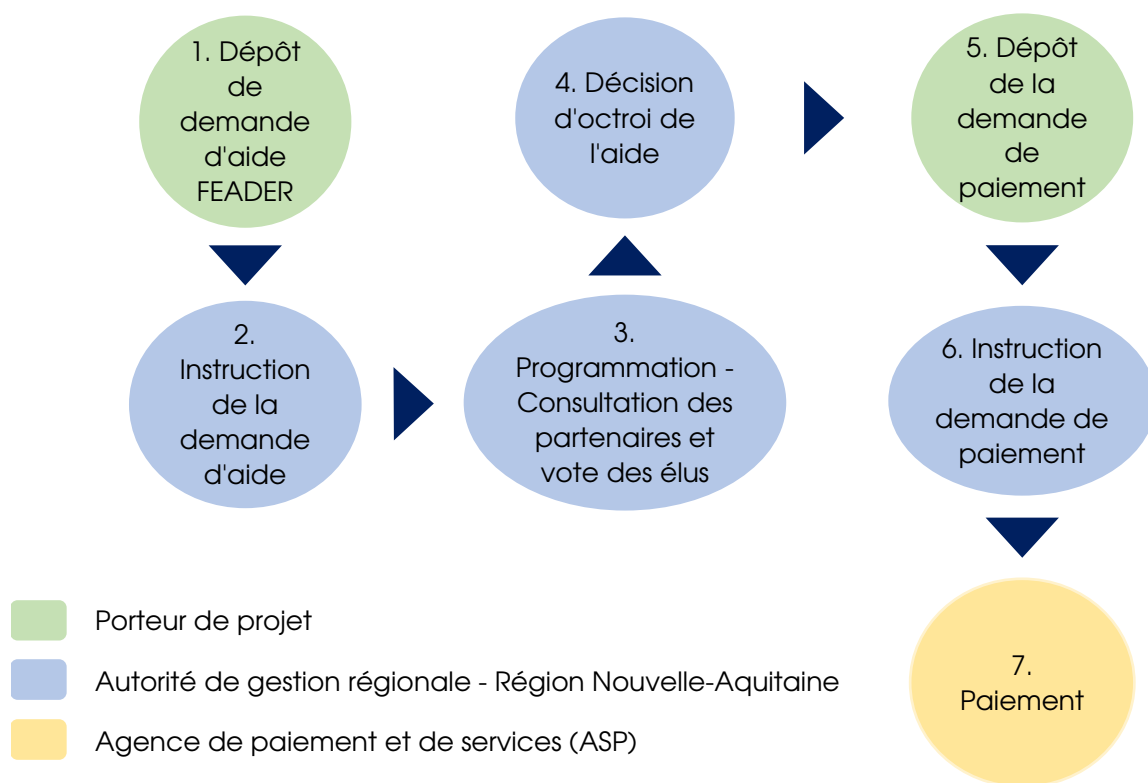 1. Dépôt
de
demande
d'aide
FEADER
2.
Instruction
de la
demande
d'aide
3.
Programmation -
Consultation des
partenaires et
vote des élus
4. Décision
d'octroi de
l'aide
5. Dépôt
de la
demande
de
paiement
6. Instruction
de la
demande de
paiement
7.
Paiement
Porteur de projet
Autorité de gestion régionale - Région Nouvelle-Aquitaine
Agence de paiement et de services (ASP)